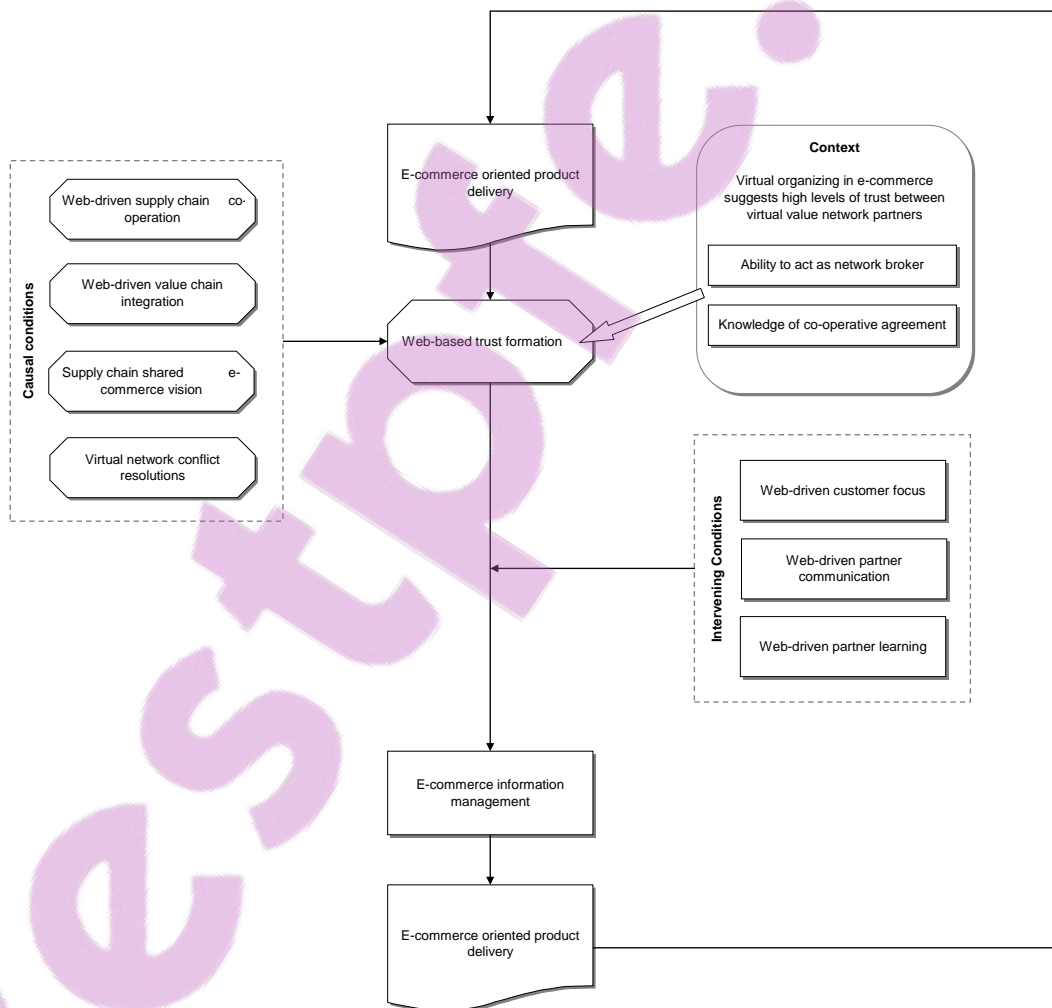 E-commerce oriented product
delivery
Context
Virtual organizing in e-commerce
suggests high levels of trust between
virtual value network partners
Ability to act as network broker
Knowledge of co-operative agreement
Causal conditions
Web-driven supply chain co-
operation
Web-driven value chain
integration
Supply chain shared e-
commerce vision
Virtual network conflict
resolutions
Web-based trust formation
Intervening Conditions
Web-driven customer focus
Web-driven partner
communication
Web-driven partner learning
E-commerce information
management
E-commerce oriented product
delivery
estpfe.